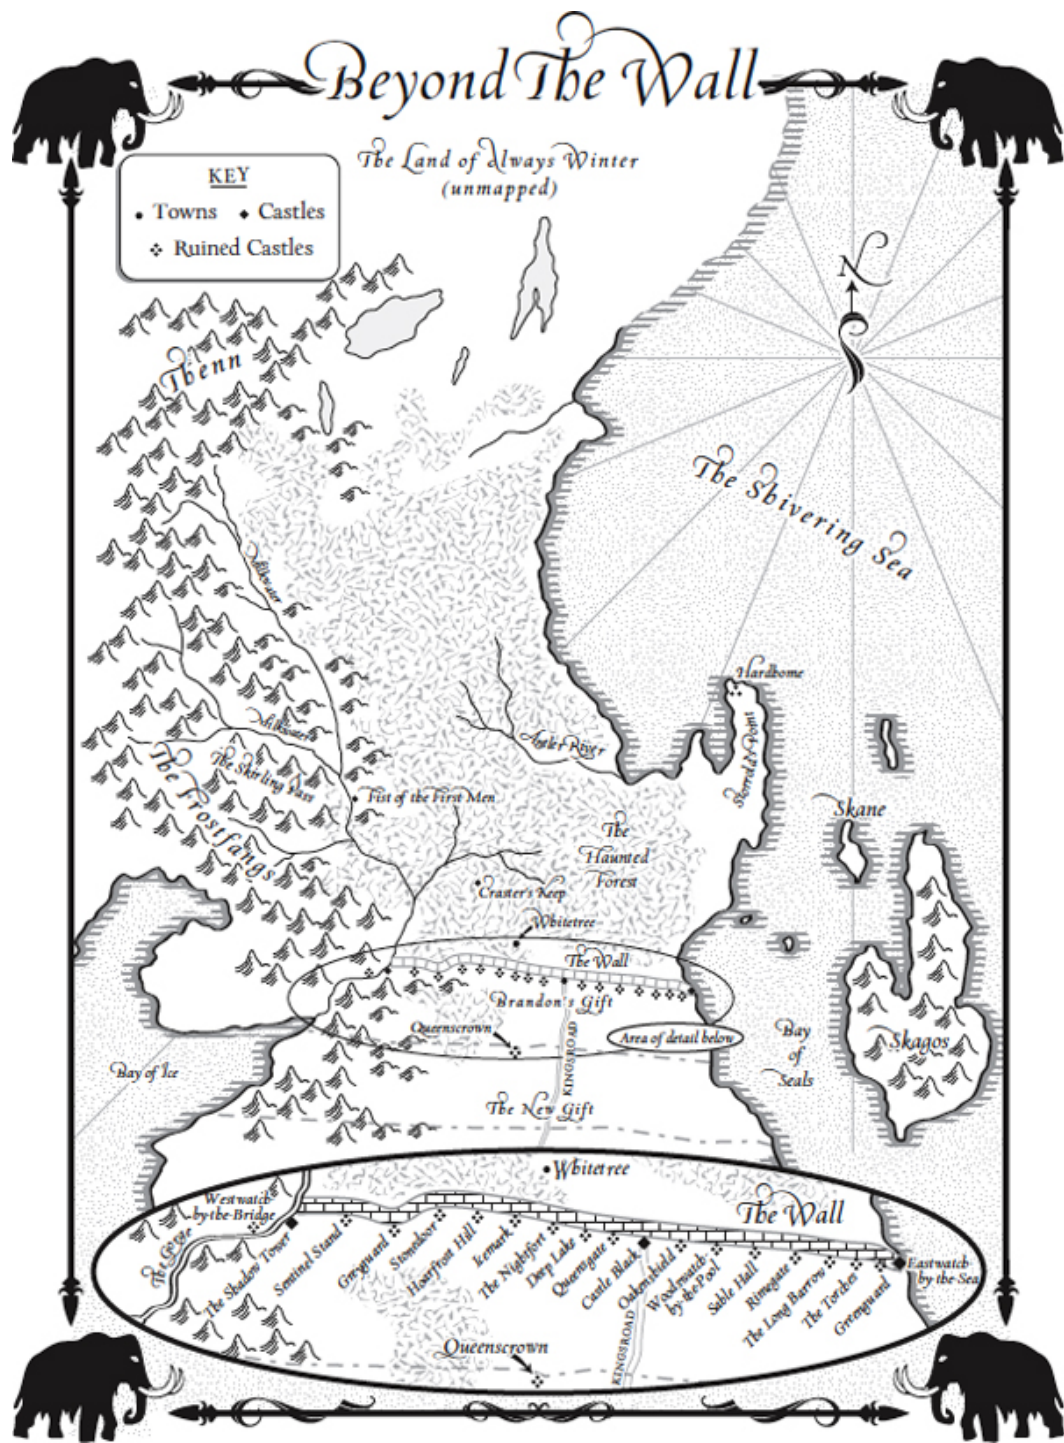 Beyond The Wall
The Land of Always Winter
(unmapped)
KEY
Towns
Castles
Ruined Castles
N
Thenn
The Shivering Sea
Milkwater
Hardhome
Storrold's Point
Antler River
Milkwater
The Skirling Pass
The Frostfangs
Fist of the First Men
Skane
The
Haunted
Forest
Craster's Keep
Whitetree
The Wall
Brandon's Gift
Queenscrown
Area of detail below
KINGSROAD
Bay
of
Seals
Skagos
Bay of Ice
The New Gift
Whitetree
The Wall
Westwatch-
by-the-Bridge
The Gorge
The Shadow Tower
Sentinel Stand
Greyguard
Stonedoor
Hoarfrost Hill
Icemark
The Nightfort
Deep Lake
Queensgate
Castle Black
Oakenshield
Woodswatch-
by-the-Pool
Sable Hall
Rimegate
The Long Barrow
The Torches
Greenguard
Eastwatch-
by-the-Sea
Queenscrown
KINGSROAD